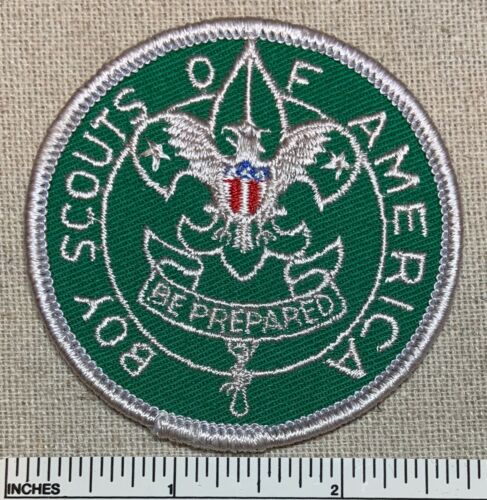 BOY SCOUTS OF AMERICA
BE PREPARED
INCHES 1 2